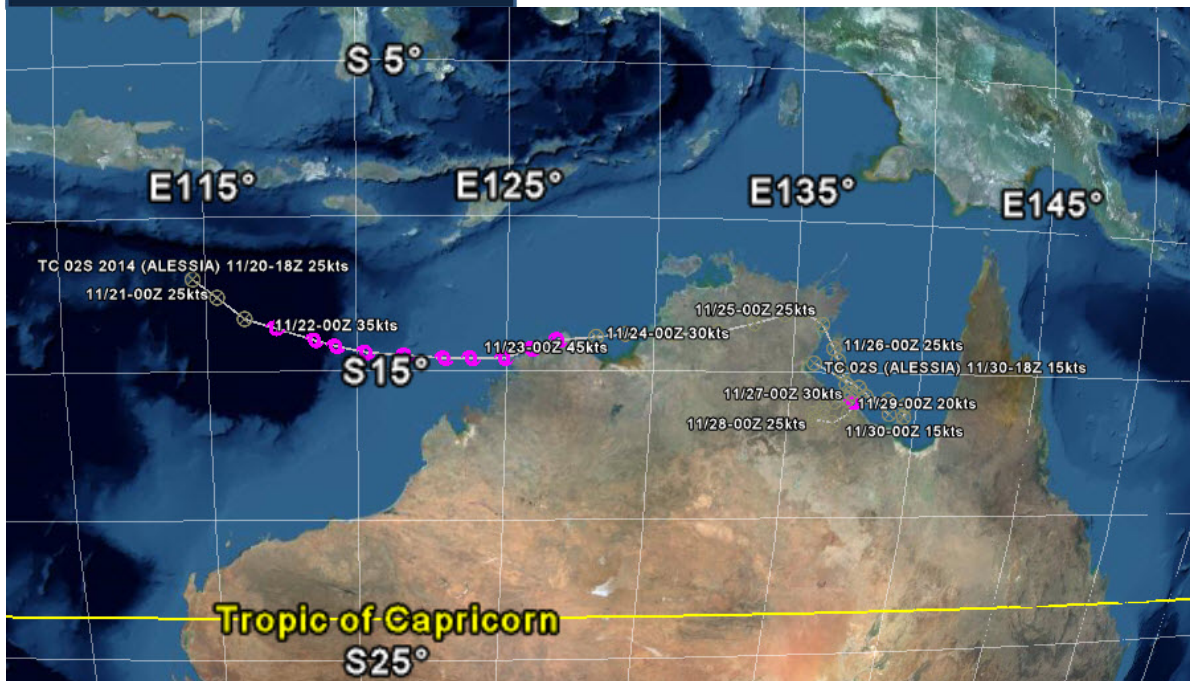 S 5°
E115°
E125°
E135°
E145°
TC 02S 2014 (ALESSIA) 11/20-18Z 25kts
11/21-00Z 25kts
11/22-00Z 35kts
11/23-00Z 45kts
11/24-00Z 30kts
11/25-00Z 25kts
11/26-00Z 25kts
S15°
TC 02S (ALESSIA) 11/30-18Z 15kts
11/27-00Z 30kts
11/29-00Z 20kts
11/28-00Z 25kts
11/30-00Z 15kts
Tropic of Capricorn
S25°